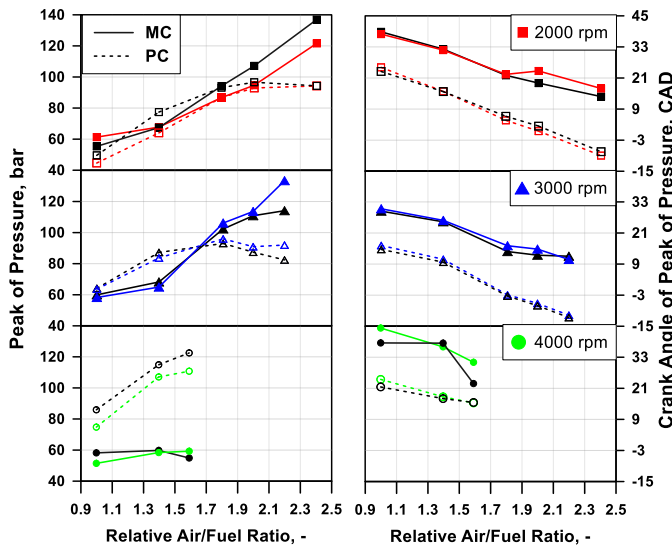 140
120
100
80
60
40
120
100
80
60
40
120
100
80
60
40
MC
PC
Peak of Pressure, bar
0.9 1.1 1.3 1.5 1.7 1.9 2.1 2.3 2.5
Relative Air/Fuel Ratio, -
2000 rpm
3000 rpm
4000 rpm
45
33
21
9
-3
-15
33
21
9
-3
-15
33
21
9
-3
-15
Crank Angle of Peak of Pressure, CAD
0.9 1.1 1.3 1.5 1.7 1.9 2.1 2.3 2.5
Relative Air/Fuel Ratio, -